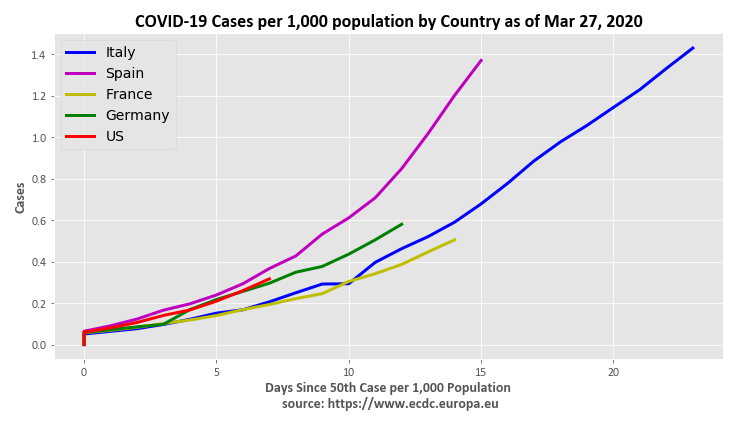 COVID-19 Cases per 1,000 population by Country as of Mar 27, 2020
Italy
Spain
France
Germany
US
Cases
1.4
1.2
1.0
0.8
0.6
0.4
0.2
0.0
0 5 10 15 20
Days Since 50th Case per 1,000 Population
source: https://www.ecdc.europa.eu